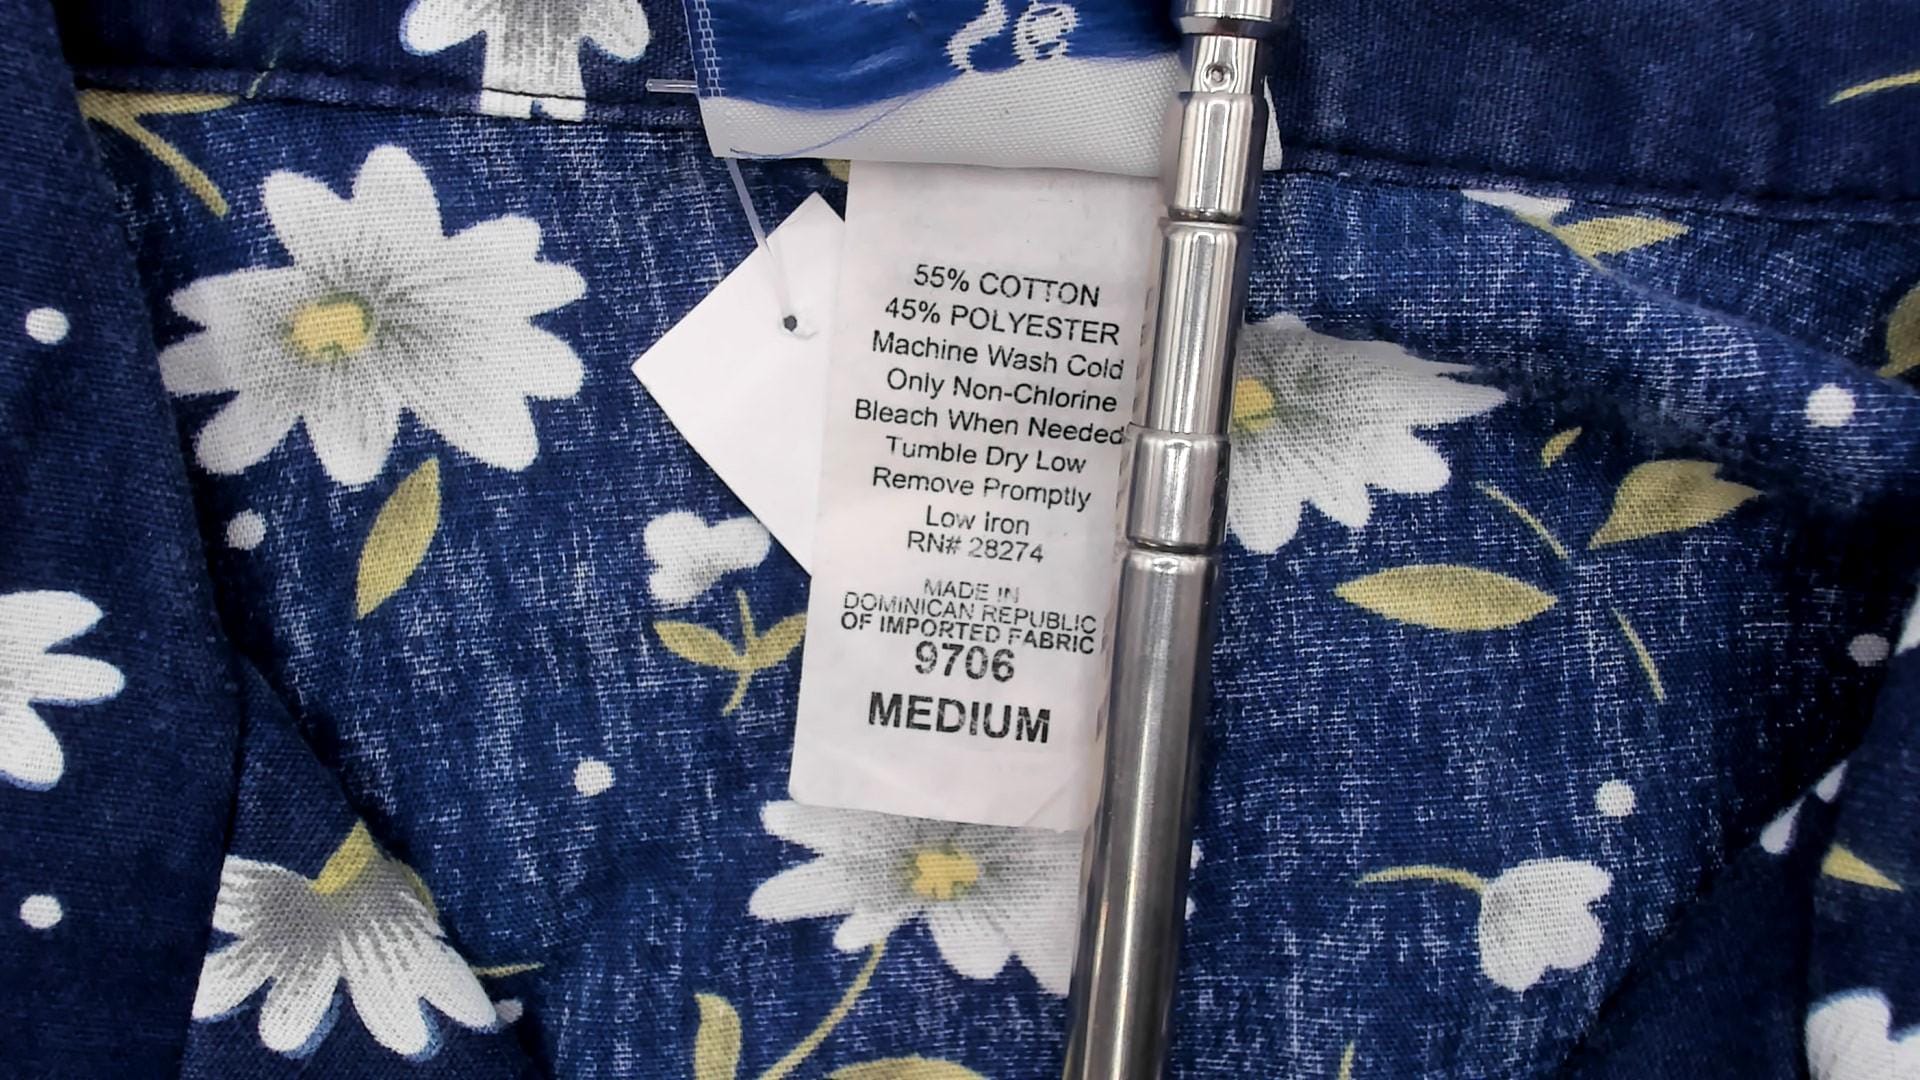 55% COTTON
45% POLYESTER
Machine Wash Cold
Only Non-Chlorine
Bleach When Needed
Tumble Dry Low
Remove Promptly
Low Iron
RN# 28274
MADE IN
DOMINICAN REPUBLIC
OF IMPORTED FABRIC
9706
MEDIUM